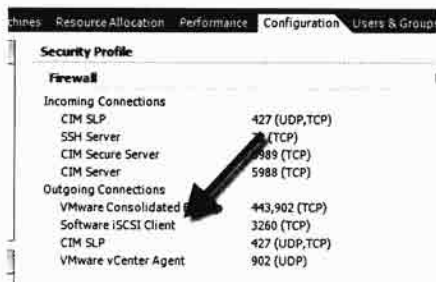 Resource Allocation Performance Configuration Users & Groups
Security Profile
Firewall
Incoming Connections
CIM SLP 427 (UDP,TCP)
SSH Server (TCP)
CIM Secure Server 5989 (TCP)
CIM Server 5988 (TCP)
Outgoing Connections
VMware Consolidated 443,902 (TCP)
Software iSCSI Client 3260 (TCP)
CIM SLP 427 (UDP,TCP)
VMware vCenter Agent 902 (UDP)